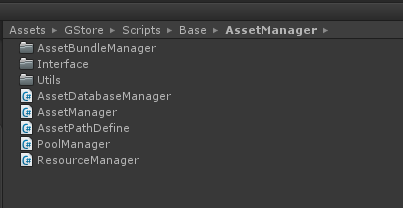 Assets ▸ GStore ▸ Scripts ▸ Base ▸ AssetManager ▸
AssetBundleManager
Interface
Utils
AssetDatabaseManager
AssetManager
AssetPathDefine
PoolManager
ResourceManager